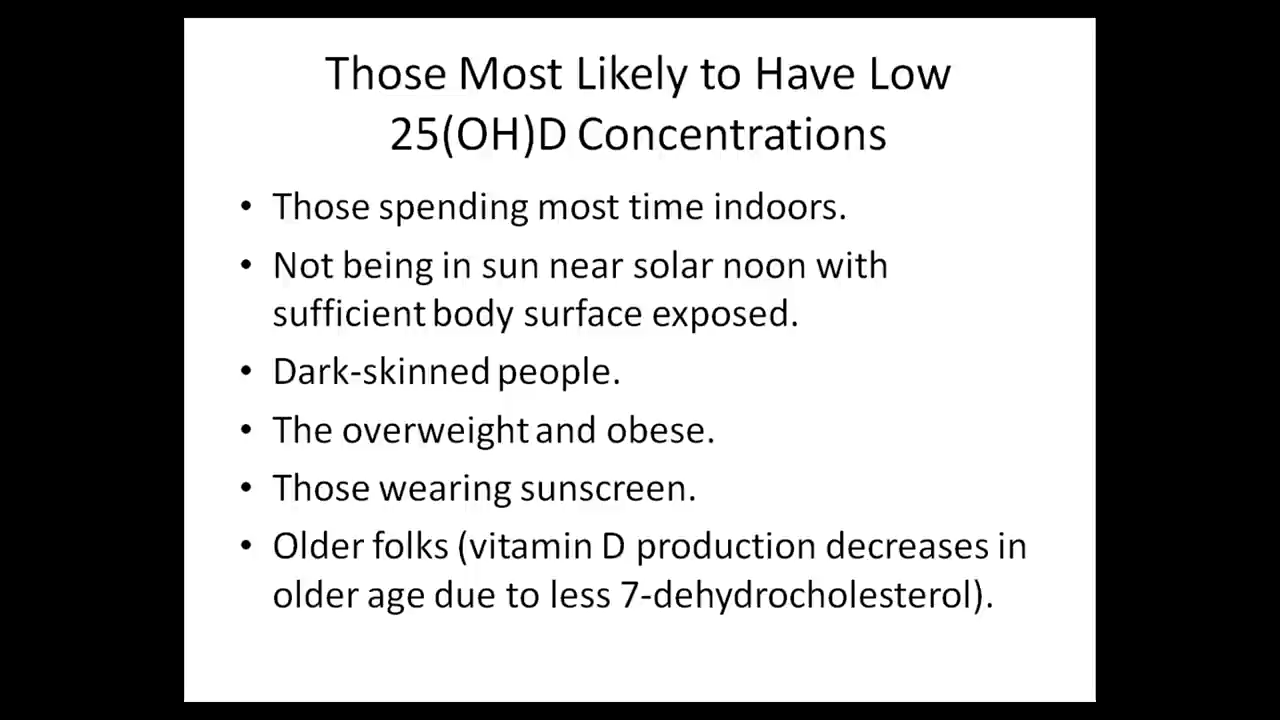 Those Most Likely to Have Low
25(OH)D Concentrations
• Those spending most time indoors.
• Not being in sun near solar noon with
sufficient body surface exposed.
• Dark-skinned people.
• The overweight and obese.
• Those wearing sunscreen.
• Older folks (vitamin D production decreases in
older age due to less 7-dehydrocholesterol).